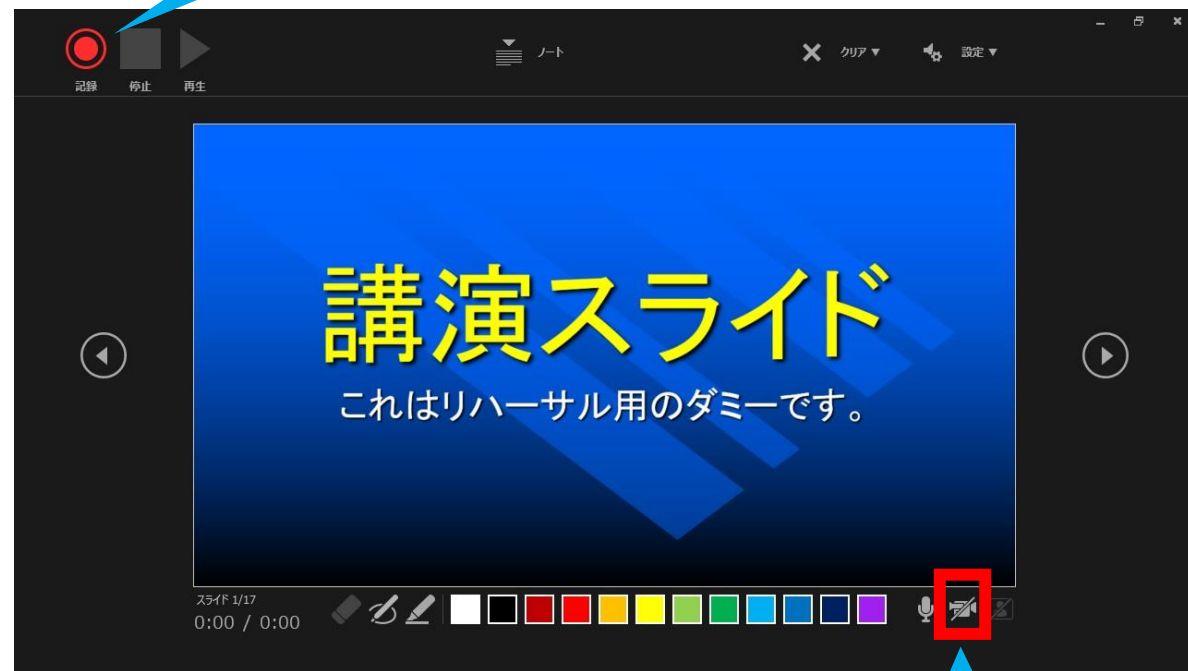 記録
停止
再生
ノート
クリア ▼
設定 ▼
講演スライド
これはリハーサル用のダミーです。
スライド 1/17
0:00 / 0:00